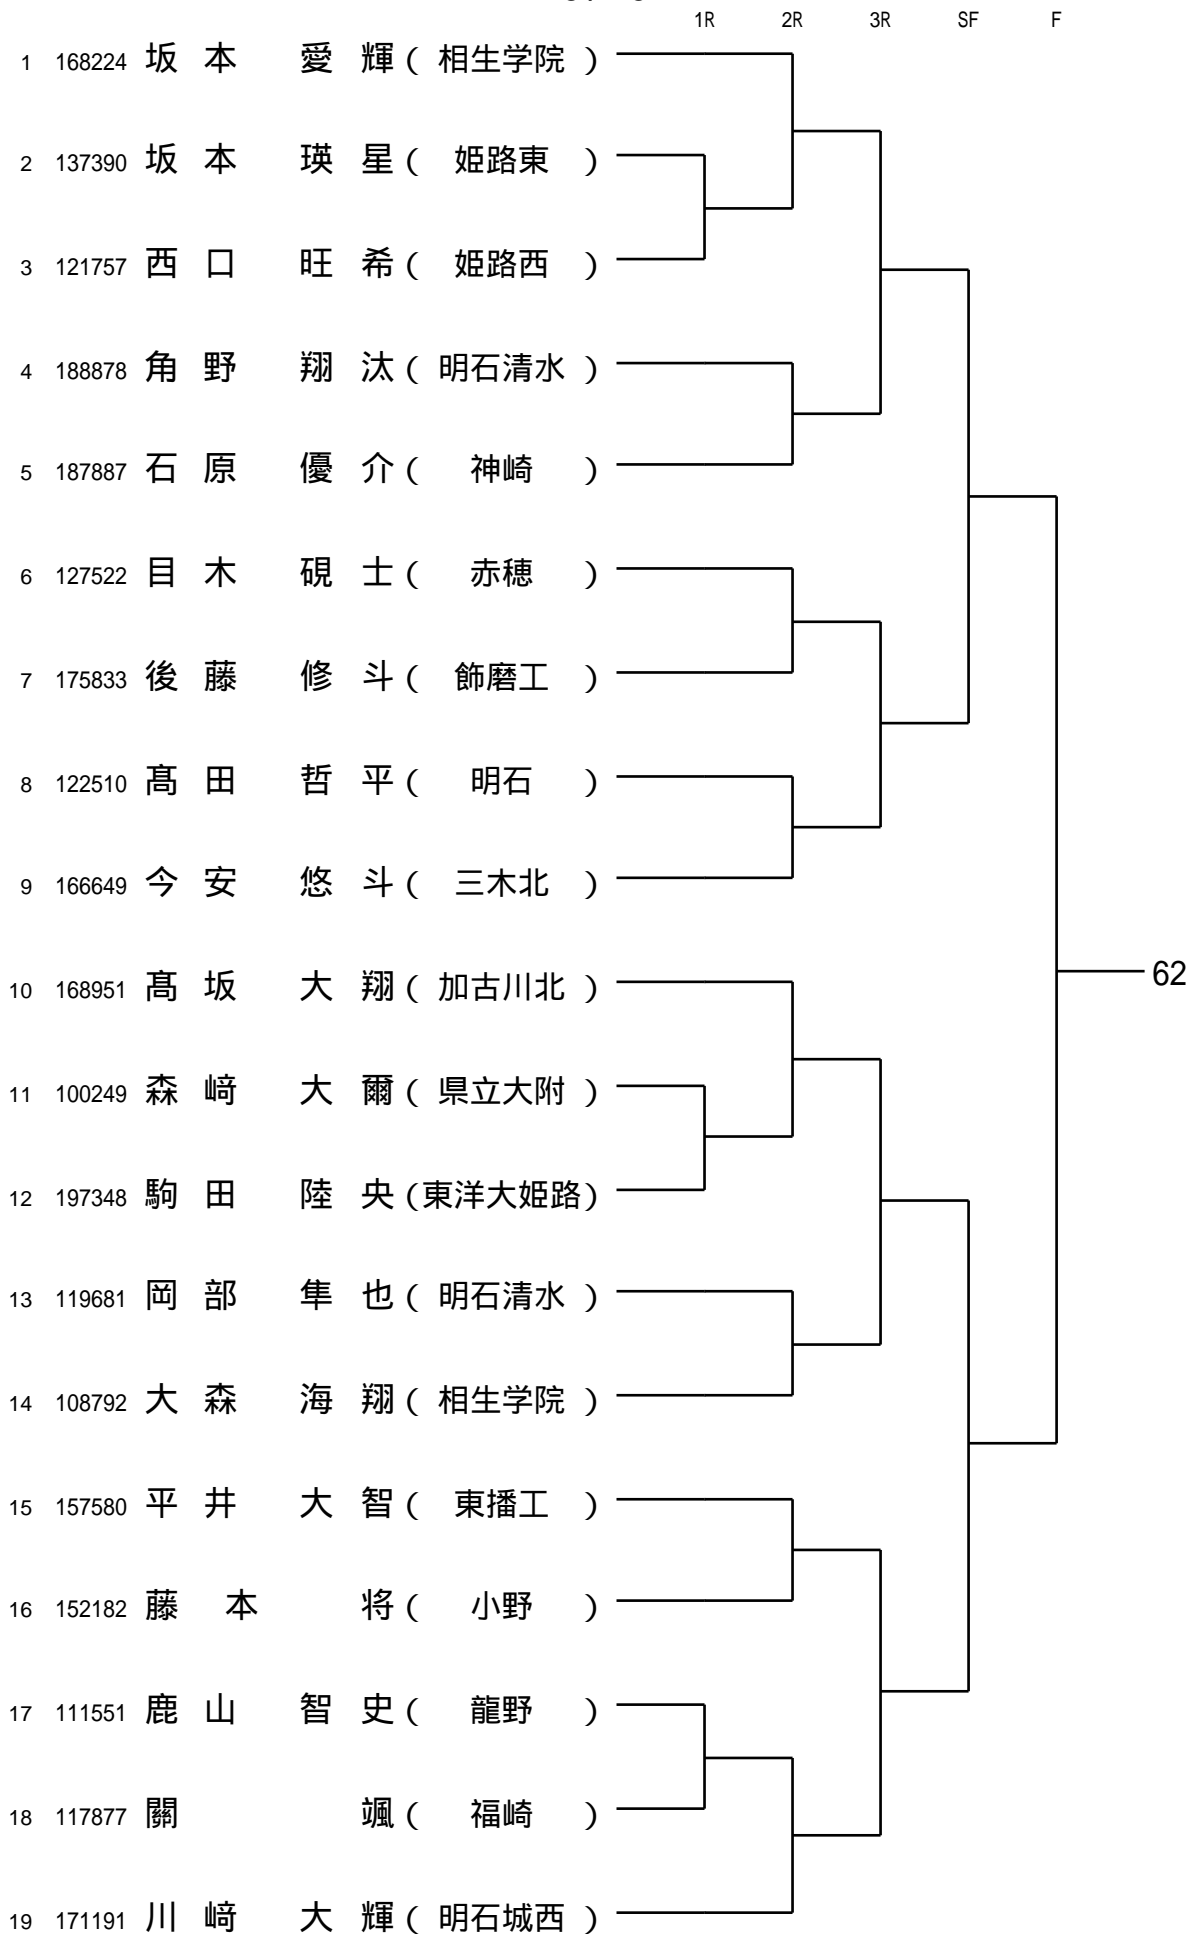 1R 2R 3R SF F
1 168224 坂本 愛輝 ( 相生学院 )
2 137390 坂本 瑛星 ( 姫路東 )
3 121757 西口 旺希 ( 姫路西 )
4 188878 角野 翔汰 ( 明石清水 )
5 187887 石原 優介 ( 神崎 )
6 127522 目木 硯士 ( 赤穂 )
7 175833 後藤 修斗 ( 飾磨工 )
8 122510 髙田 哲平 ( 明石 )
9 166649 今安 悠斗 ( 三木北 )
62
10 168951 髙坂 大翔 ( 加古川北 )
11 100249 森﨑 大爾 ( 県立大附 )
12 197348 駒田 陸央 (東洋大姫路)
13 119681 岡部 隼也 ( 明石清水 )
14 108792 大森 海翔 ( 相生学院 )
15 157580 平井 大智 ( 東播工 )
16 152182 藤本 将 ( 小野 )
17 111551 鹿山 智史 ( 龍野 )
18 117877 關 颯 ( 福崎 )
19 171191 川﨑 大輝 ( 明石城西 )